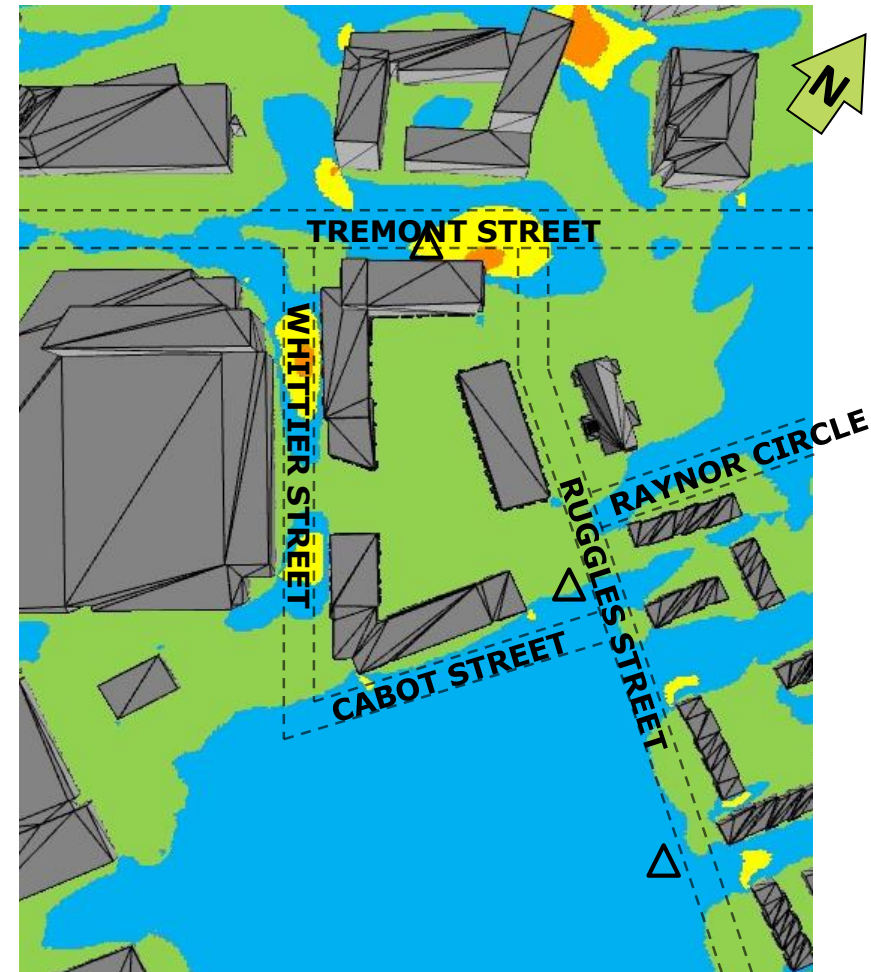 N
TREMONT STREET
WHITTIER STREET
RAYNOR CIRCLE
RUGGLES STREET
CABOT STREET